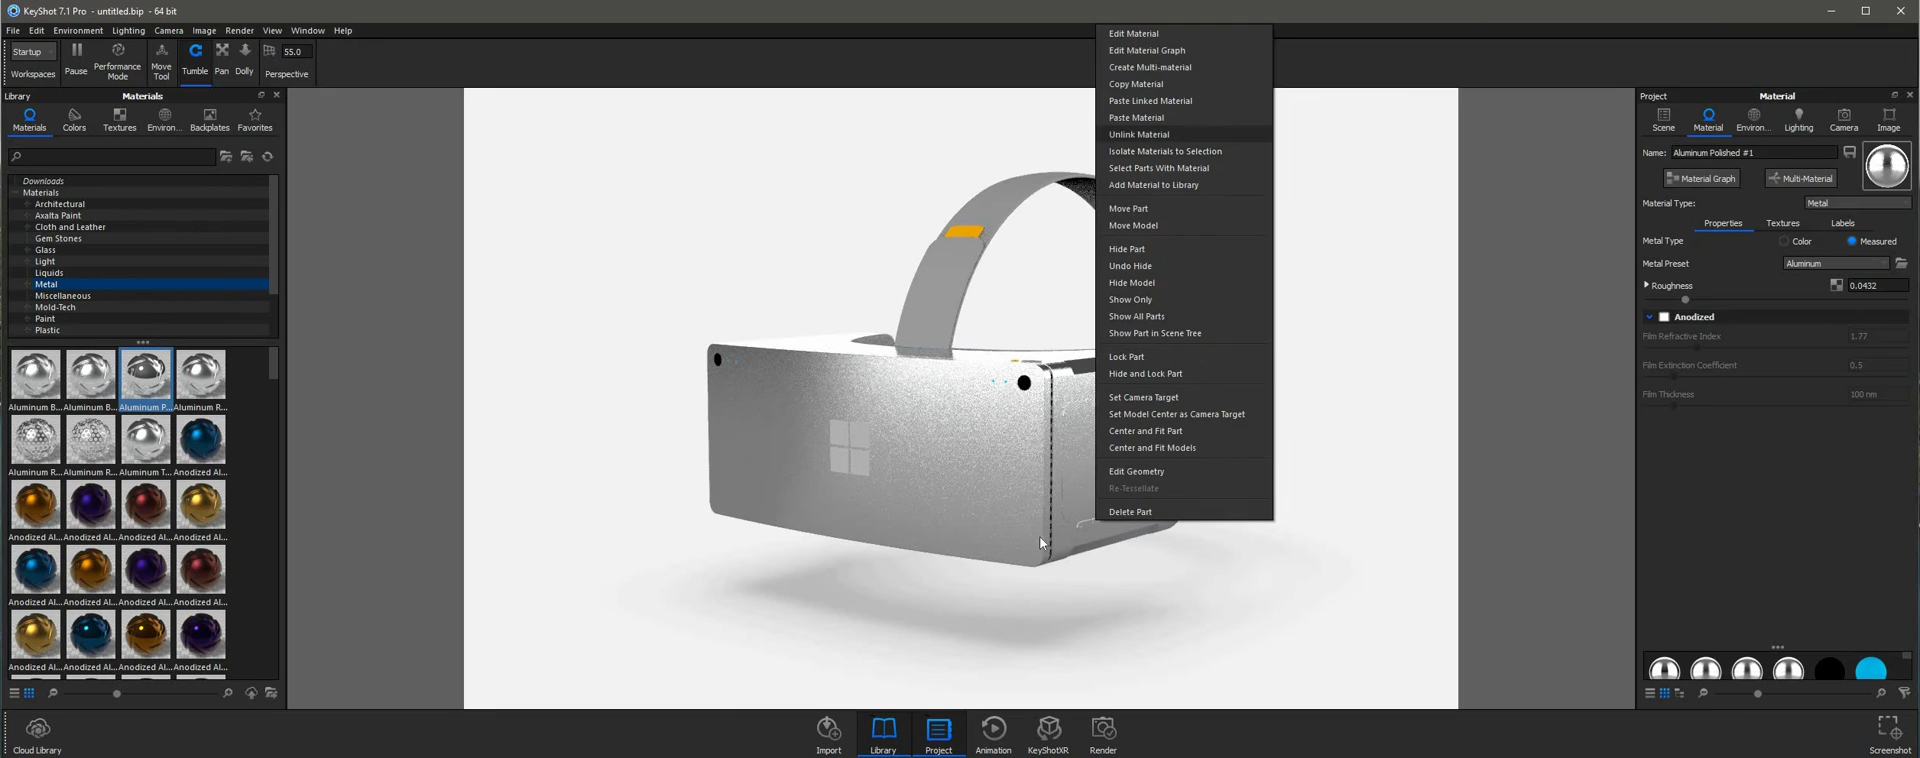 KeyShot 7.1 Pro - untitled.bip - 64 bit
File Edit Environment Lighting Camera Image Render View Window Help
Startup
Workspaces
Pause
Performance Mode
Move Tool
Tumble
Pan
Dolly
55.0
Perspective
Library
Materials
Materials Colors Textures Environ... Backplates Favorites
Downloads
Materials
Architectural
Axalta Paint
Cloth and Leather
Gem Stones
Glass
Light
Liquids
Metal
Miscellaneous
Mold-Tech
Paint
Plastic
Aluminum B... Aluminum B... Aluminum P... Aluminum R...
Aluminum R... Aluminum R... Aluminum T... Anodized Al...
Anodized Al... Anodized Al... Anodized Al... Anodized Al...
Anodized Al... Anodized Al... Anodized Al... Anodized Al...
Anodized Al... Anodized Al... Anodized Al... Anodized Al...
Edit Material
Edit Material Graph
Create Multi-material
Copy Material
Paste Linked Material
Paste Material
Unlink Material
Isolate Materials to Selection
Select Parts With Material
Add Material to Library
Move Part
Move Model
Hide Part
Undo Hide
Hide Model
Show Only
Show All Parts
Show Part in Scene Tree
Lock Part
Hide and Lock Part
Set Camera Target
Set Model Center as Camera Target
Center and Fit Part
Center and Fit Models
Edit Geometry
Re-Tessellate
Delete Part
Project
Material
Scene Material Environ... Lighting Camera Image
Name: Aluminum Polished #1
Material Graph
Multi-Material
Material Type: Metal
Properties Textures Labels
Metal Type Color Measured
Metal Preset Aluminum
Roughness 0.0432
Anodized
Film Refractive Index 1.77
Film Extinction Coefficient 0.5
Film Thickness 100 nm
Cloud Library
Import
Library
Project
Animation
KeyShotXR
Render
Screenshot